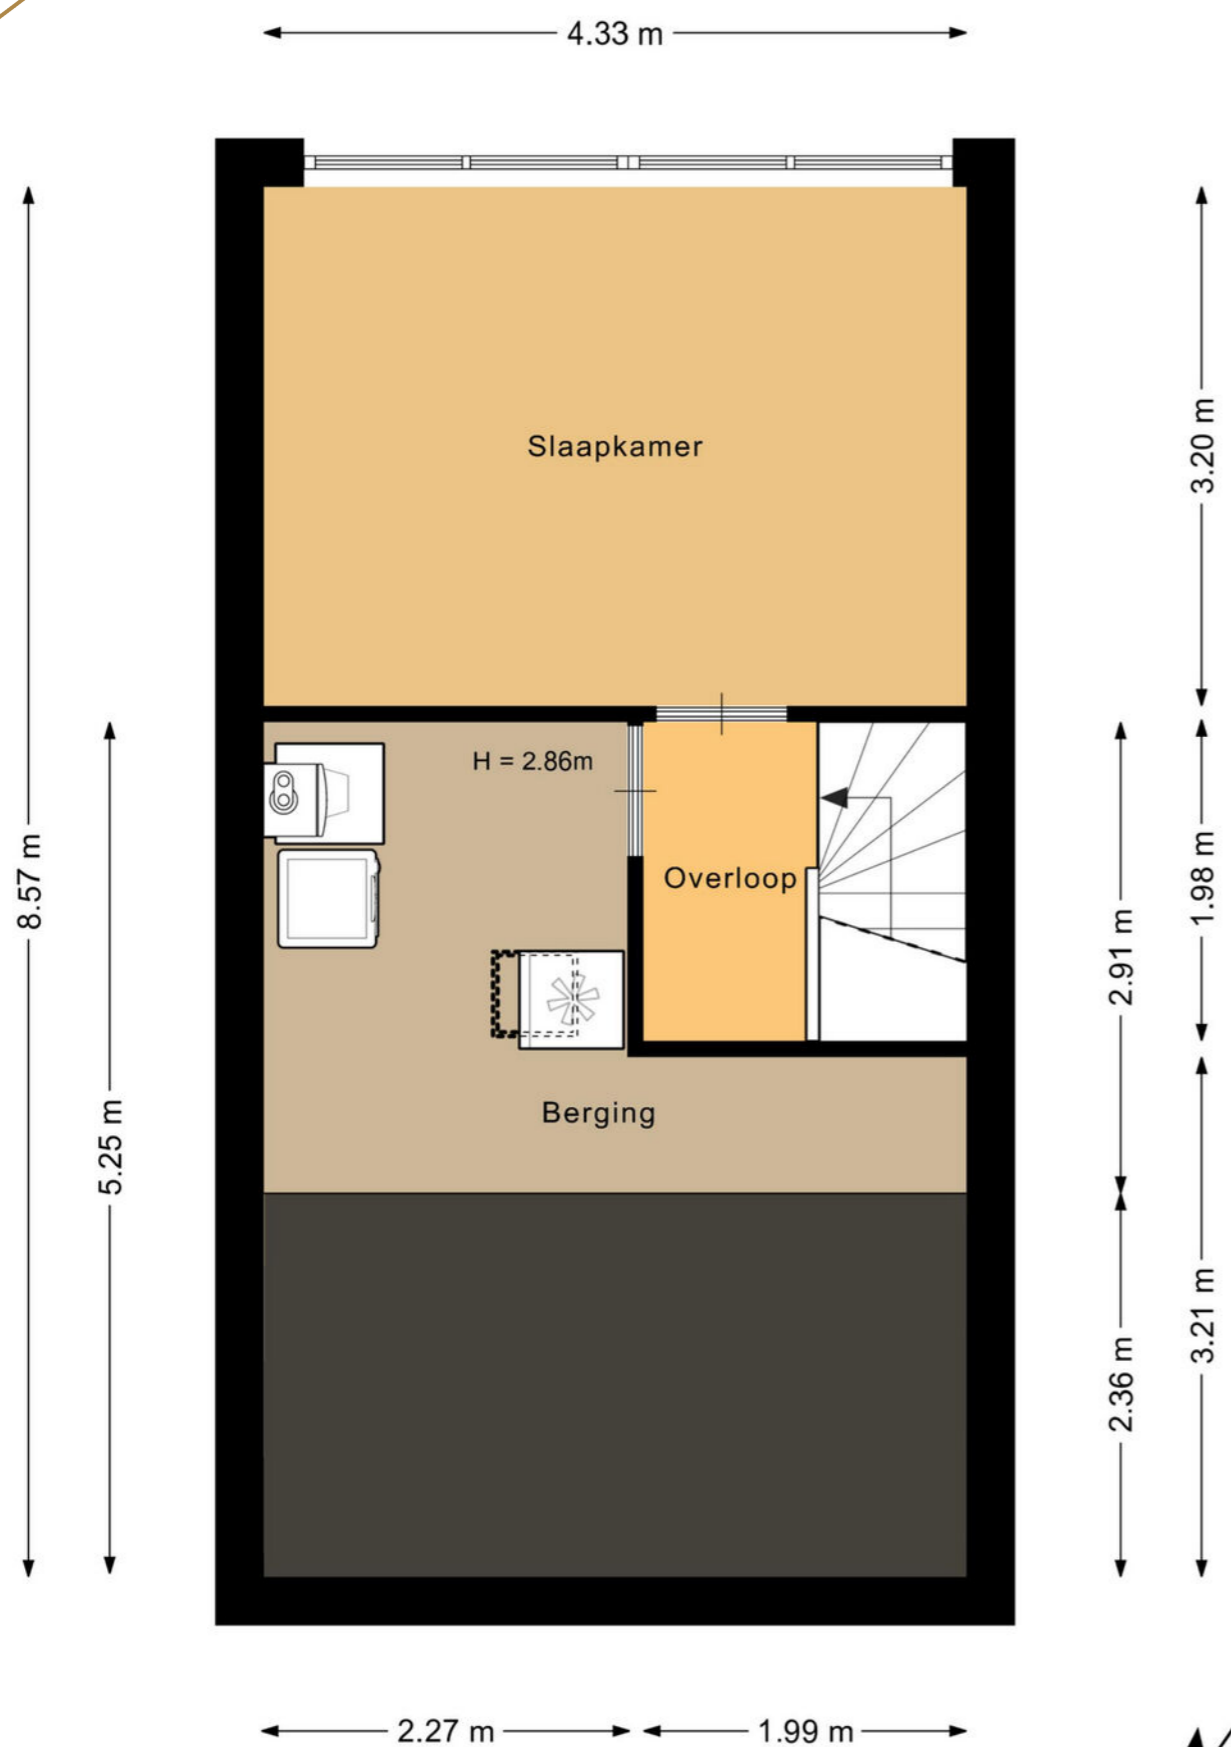 4.33 m
Slaapkamer
3.20 m
H = 2.86m
Overloop
8.57 m
1.98 m
2.91 m
Berging
5.25 m
3.21 m
2.36 m
2.27 m
1.99 m